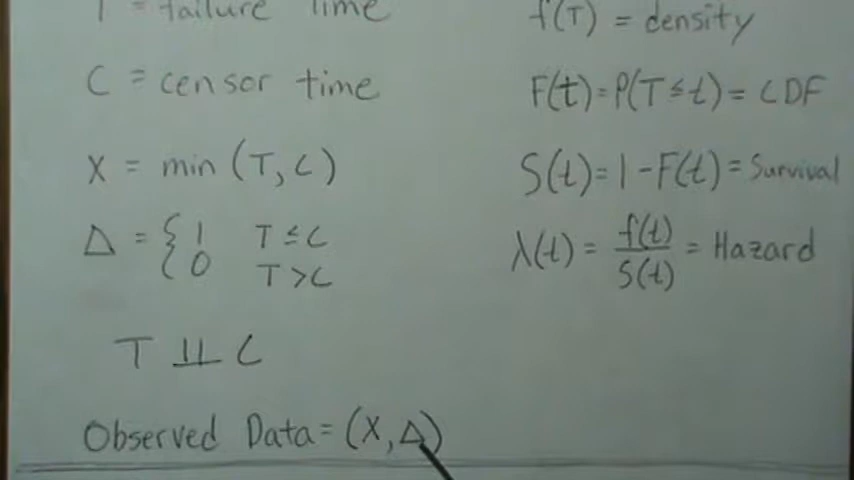 T = failure Time
C = censor time
X = min (T, C)
Δ = { 1 T ≤ C
0 T > C
T ⫫ C
Observed Data = (X, Δ)
f(T) = density
F(t) = P(T ≤ t) = CDF
S(t) = 1 - F(t) = Survival
λ(t) = f(t) / S(t) = Hazard